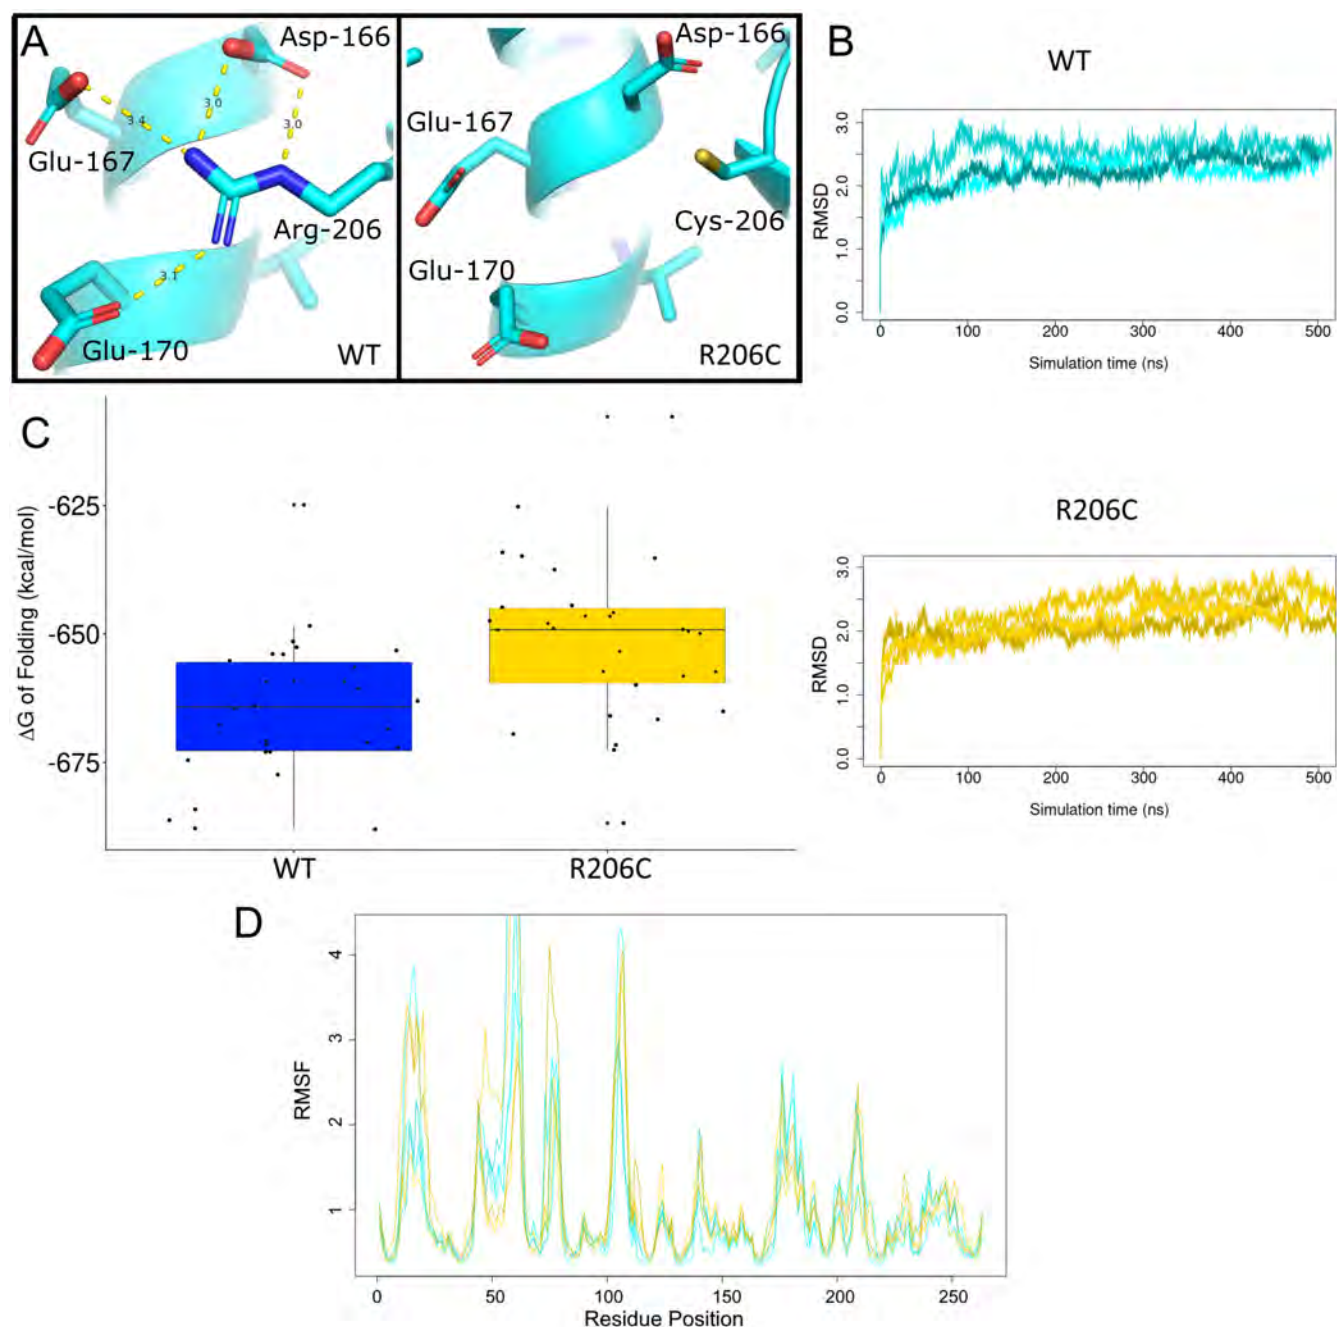 A
Asp-166
3.4
3.0
3.0
Glu-167
Arg-206
3.1
Glu-170
WT
Asp-166
Glu-167
Cys-206
Glu-170
R206C
B
WT
RMSD
0.0
1.0
2.0
3.0
0
100
200
300
400
500
Simulation time (ns)
C
ΔG of Folding (kcal/mol)
-625
-650
-675
WT
R206C
R206C
RMSD
0.0
1.0
2.0
3.0
0
100
200
300
400
500
Simulation time (ns)
D
RMSF
4
3
2
1
0
50
100
150
200
250
Residue Position